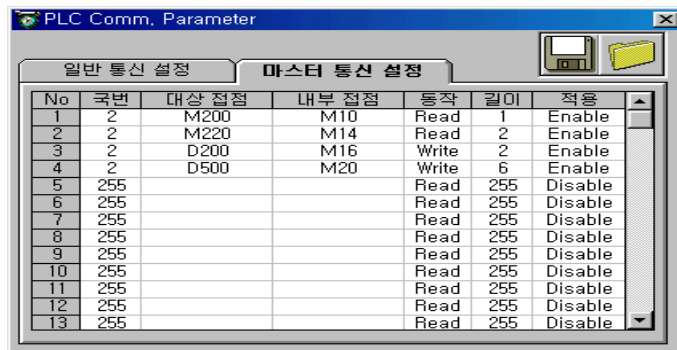 PLC Comm, Parameter
일반 통신 설정 마스터 통신 설정
No 국번 대상 접점 내부 접점 동작 길이 적용
1 2 M200 M10 Read 1 Enable
2 2 M220 M14 Read 2 Enable
3 2 D200 M16 Write 2 Enable
4 2 D500 M20 Write 6 Enable
5 255 Read 255 Disable
6 255 Read 255 Disable
7 255 Read 255 Disable
8 255 Read 255 Disable
9 255 Read 255 Disable
10 255 Read 255 Disable
11 255 Read 255 Disable
12 255 Read 255 Disable
13 255 Read 255 Disable